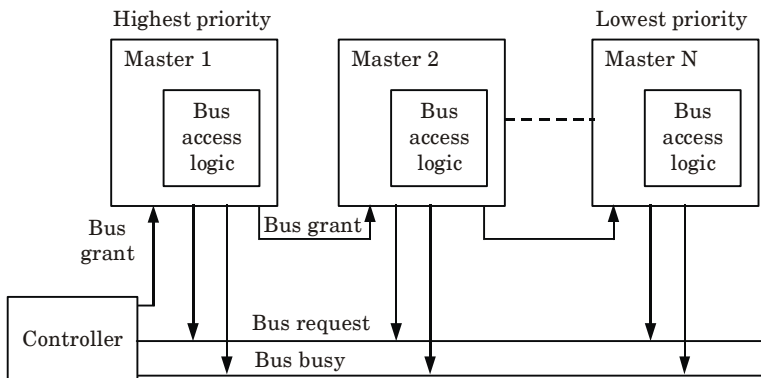 Highest priority
Lowest priority
Master 1
Master 2
Master N
Bus
access
logic
Bus
access
logic
Bus
access
logic
Bus
grant
Bus grant
Controller
Bus request
Bus busy